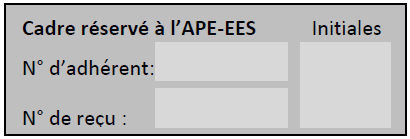 Cadre réservé à l’APE-EES Initiales
N° d’adhérent:
N° de reçu :